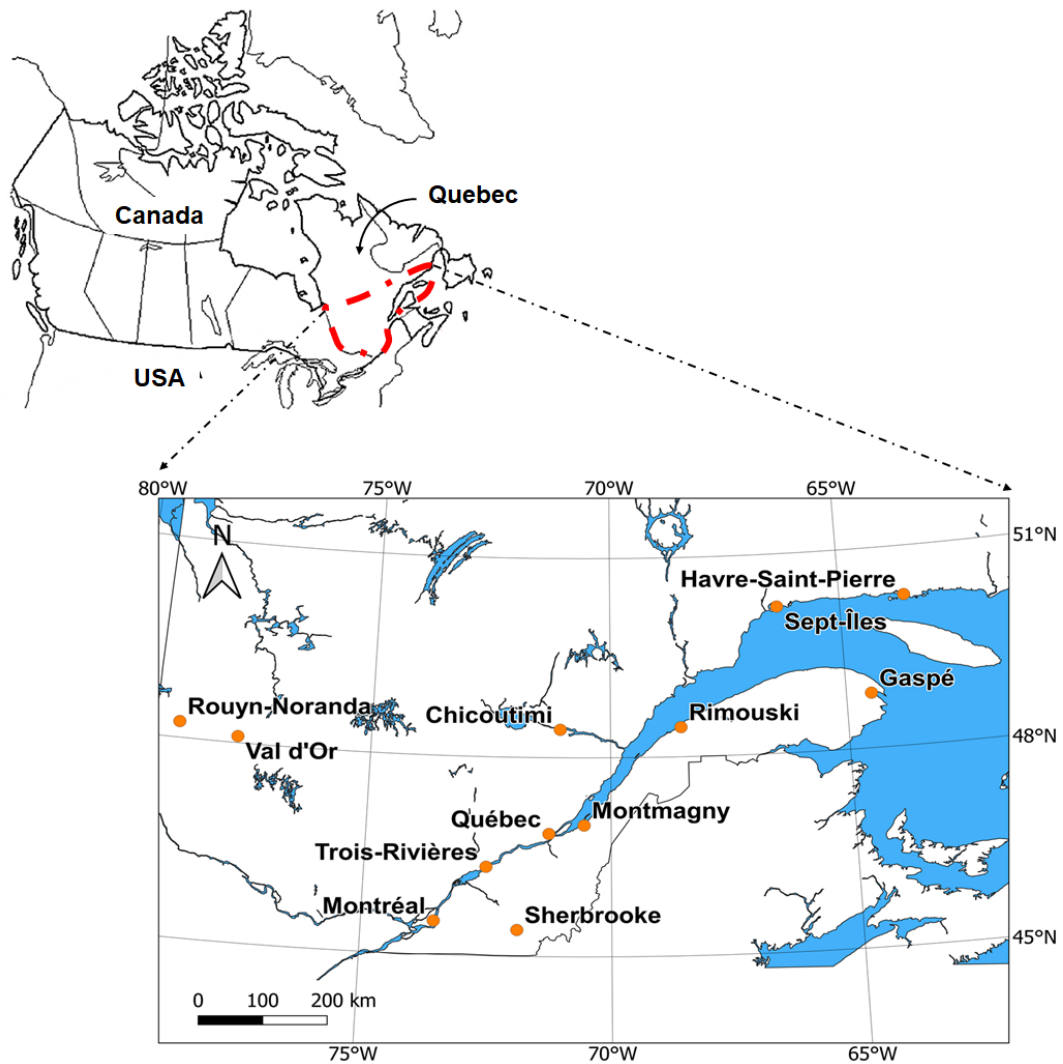 Quebec
Canada
USA
80°W
75°W
70°W
65°W
N
51°N
Havre-Saint-Pierre
Sept-Îles
Gaspé
Rouyn-Noranda
Chicoutimi
Rimouski
Val d'Or
48°N
Québec
Montmagny
Trois-Rivières
Montréal
Sherbrooke
45°N
0 100 200 km
75°W
70°W
65°W